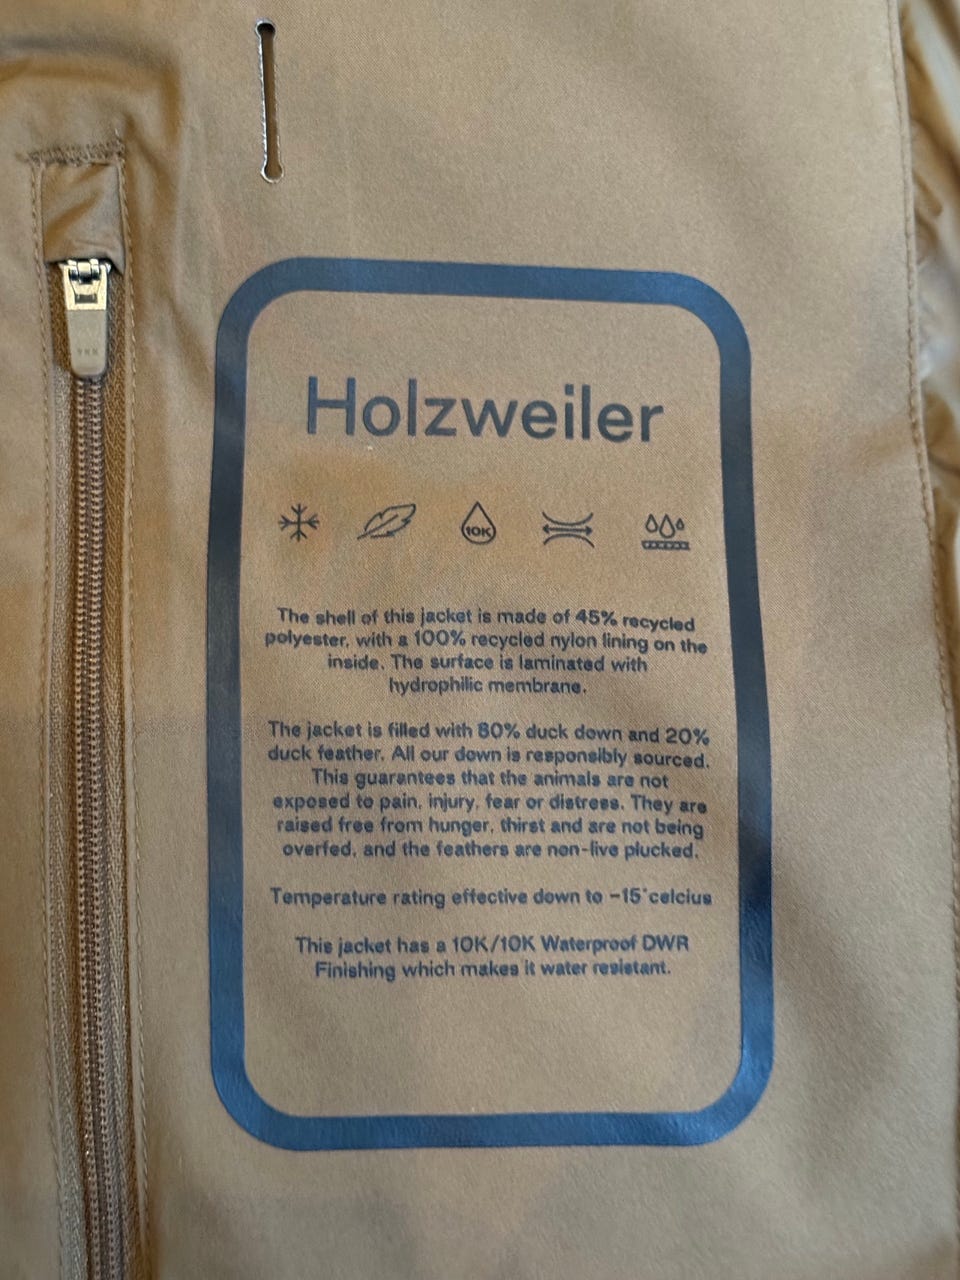 Holzweiler
10K
The shell of this jacket is made of 45% recycled
polyester, with a 100% recycled nylon lining on the
inside. The surface is laminated with
hydrophilic membrane.
The jacket is filled with 80% duck down and 20%
duck feather. All our down is responsibly sourced.
This guarantees that the animals are not
exposed to pain, injury, fear or distress. They are
raised free from hunger, thirst and are not being
overfed, and the feathers are non-live plucked.
Temperature rating effective down to -15°celcius
This jacket has a 10K/10K Waterproof DWR
Finishing which makes it water resistant.